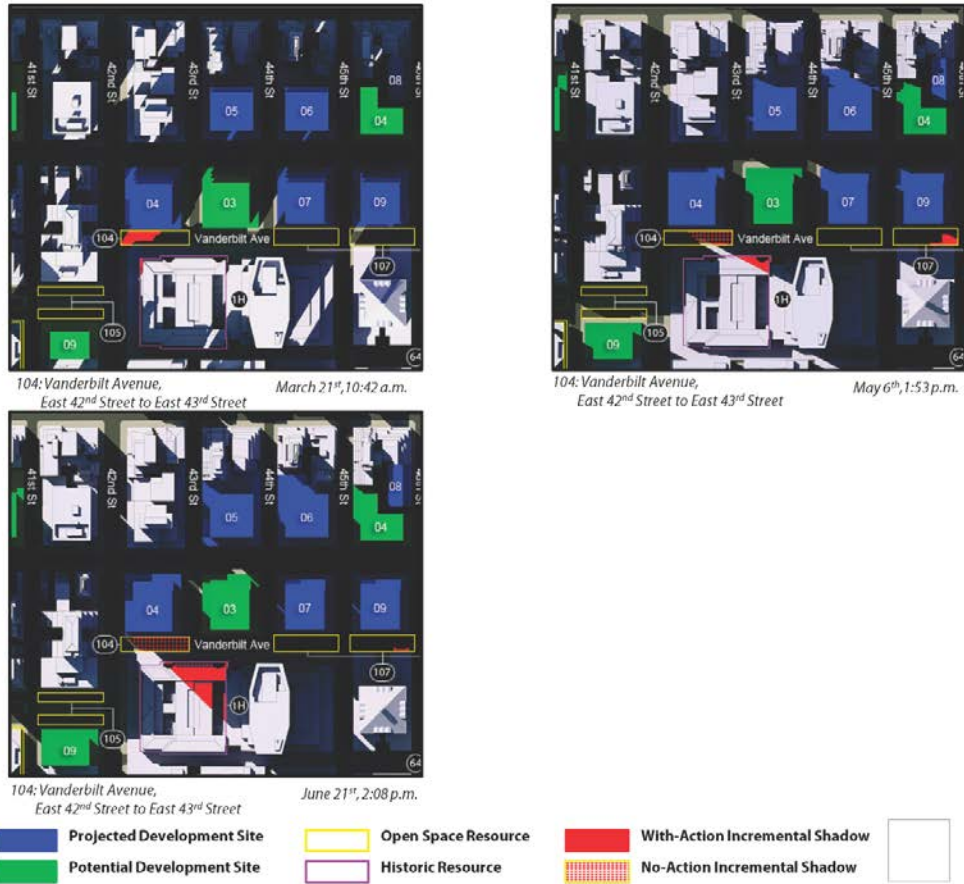 41st St
42nd St
43rd St
44th St
45th St
08
05
06
04
04
03
07
09
104
Vanderbilt Ave
107
1H
105
09
64
104: Vanderbilt Avenue,
East 42nd Street to East 43rd Street
March 21st, 10:42 a.m.
41st St
42nd St
43rd St
44th St
45th St
08
05
06
04
04
03
07
09
104
Vanderbilt Ave
107
1H
105
09
64
104: Vanderbilt Avenue,
East 42nd Street to East 43rd Street
May 6th, 1:53 p.m.
41st St
42nd St
43rd St
44th St
45th St
08
05
06
04
04
03
07
09
104
Vanderbilt Ave
107
1H
105
09
64
104: Vanderbilt Avenue,
East 42nd Street to East 43rd Street
June 21st, 2:08 p.m.
Projected Development Site
Open Space Resource
With-Action Incremental Shadow
Potential Development Site
Historic Resource
No-Action Incremental Shadow